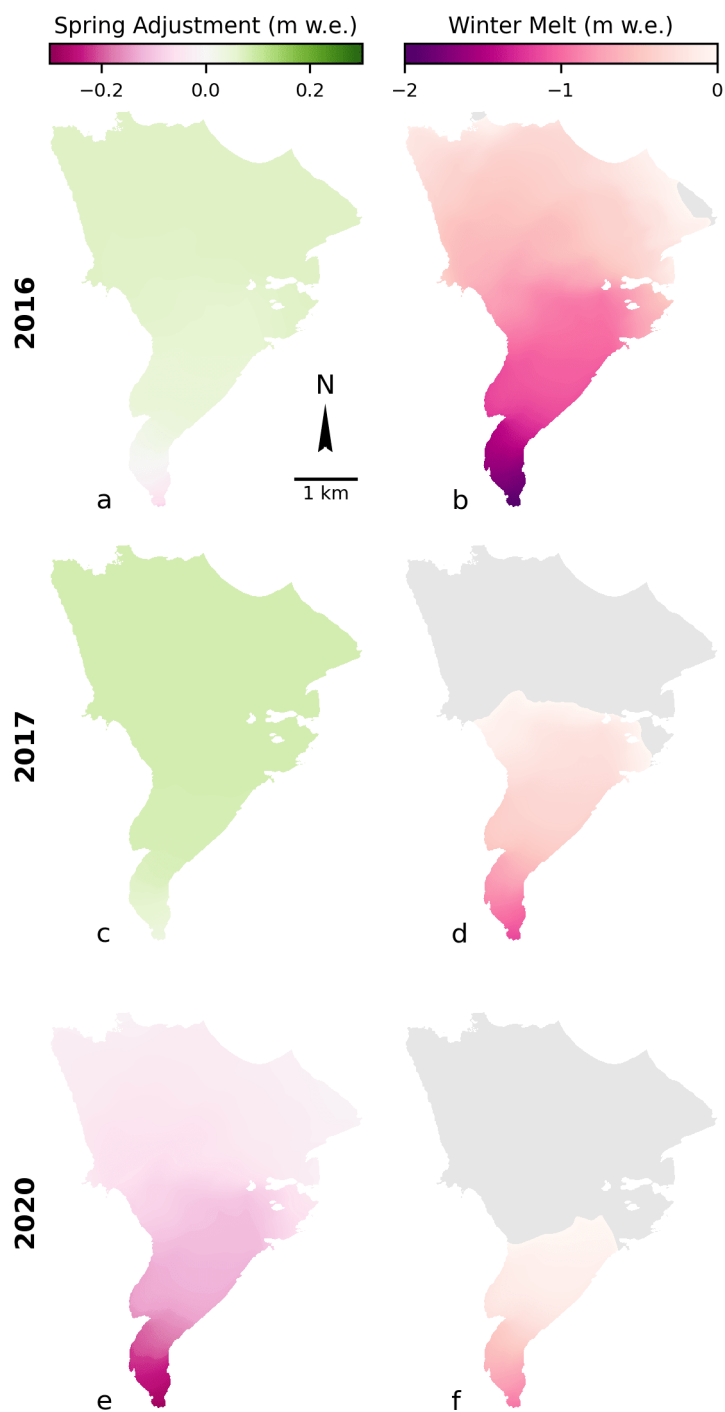 Spring Adjustment (m w.e.)
Winter Melt (m w.e.)
−0.2 0.0 0.2
−2 −1 0
2016
N
1 km
a
b
2017
c
d
2020
e
f